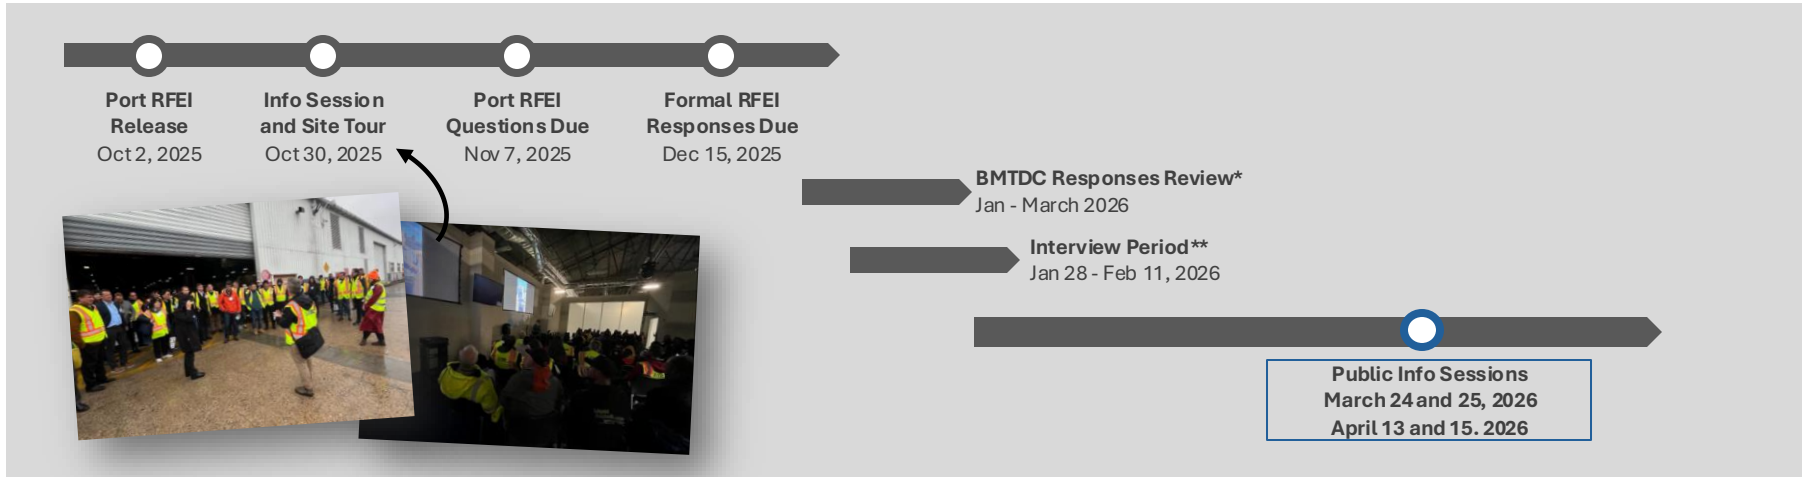 Port RFEI
Release
Oct 2, 2025
Info Session
and Site Tour
Oct 30, 2025
Port RFEI
Questions Due
Nov 7, 2025
Formal RFEI
Responses Due
Dec 15, 2025
BMTDC Responses Review*
Jan - March 2026
Interview Period**
Jan 28 - Feb 11, 2026
Public Info Sessions
March 24 and 25, 2026
April 13 and 15. 2026